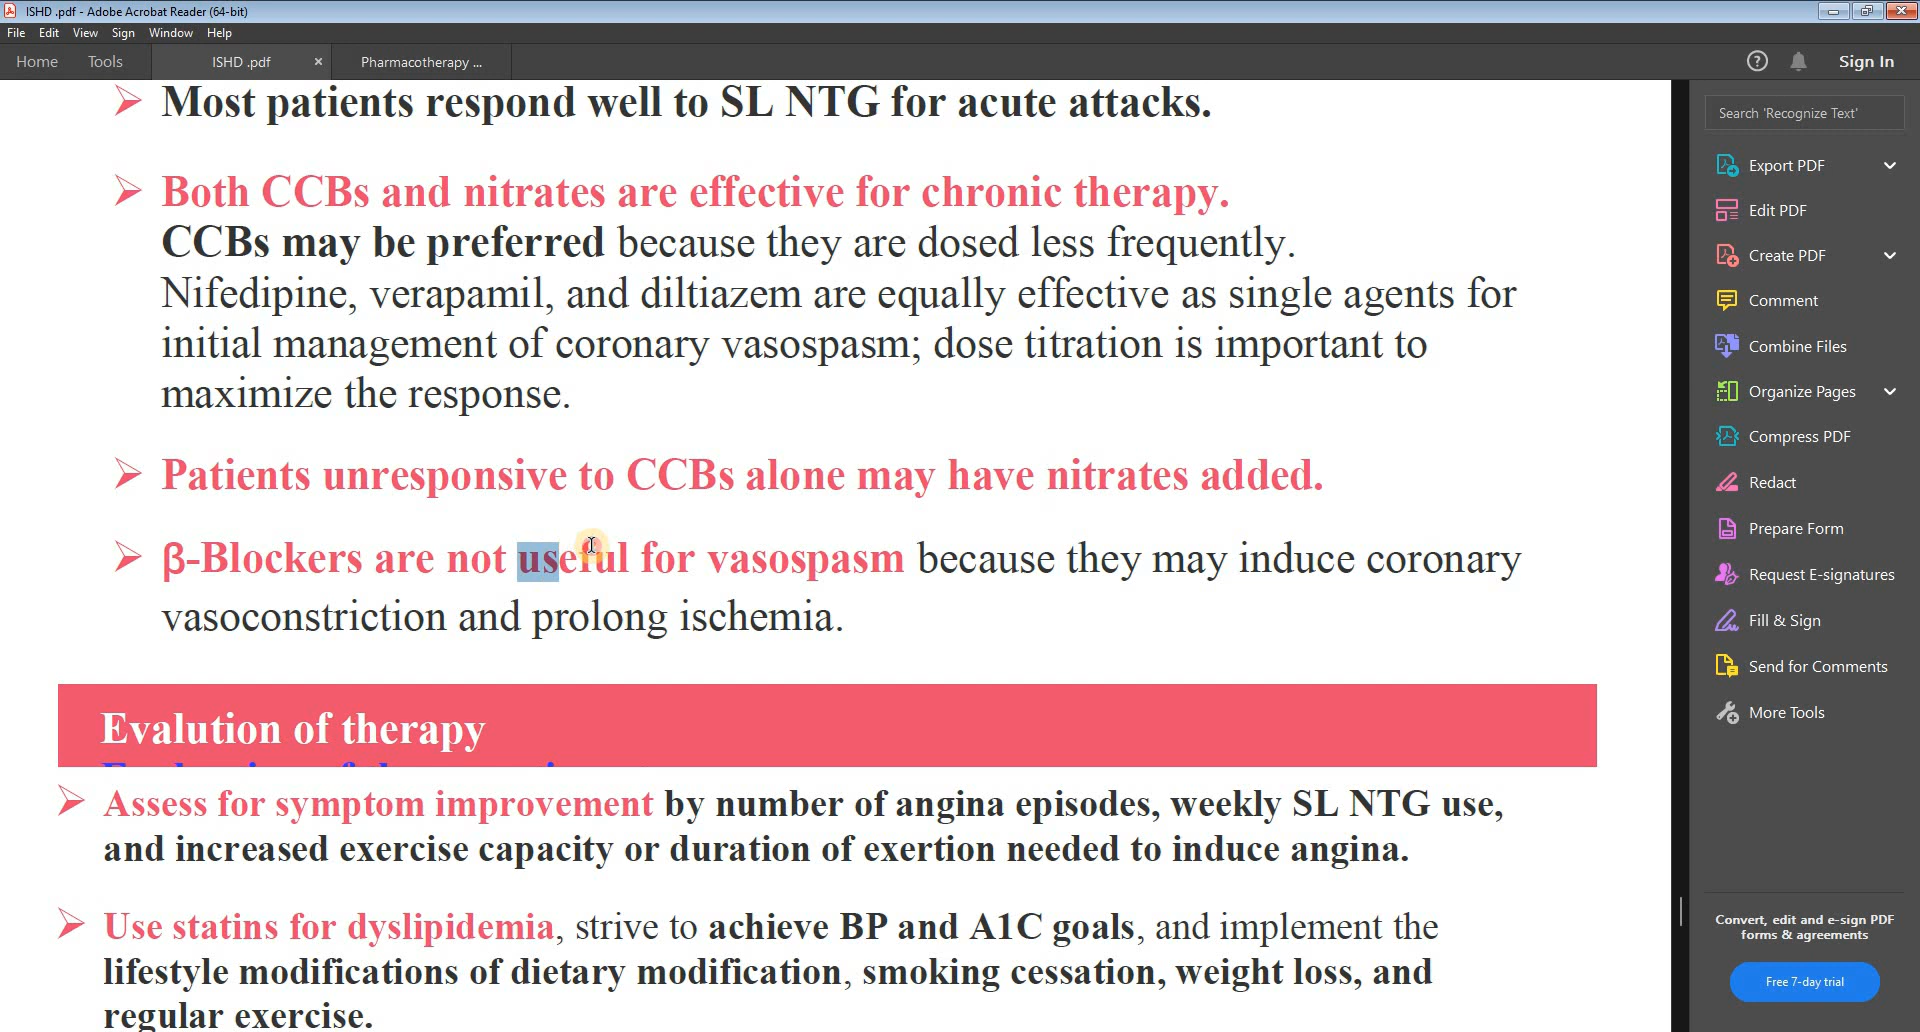 ISHD .pdf - Adobe Acrobat Reader (64-bit)
File Edit View Sign Window Help
Home Tools ISHD .pdf × Pharmacotherapy ... Sign In
Most patients respond well to SL NTG for acute attacks.
Both CCBs and nitrates are effective for chronic therapy.
CCBs may be preferred because they are dosed less frequently.
Nifedipine, verapamil, and diltiazem are equally effective as single agents for
initial management of coronary vasospasm; dose titration is important to
maximize the response.
Patients unresponsive to CCBs alone may have nitrates added.
β-Blockers are not useful for vasospasm because they may induce coronary
vasoconstriction and prolong ischemia.
Evalution of therapy
Assess for symptom improvement by number of angina episodes, weekly SL NTG use,
and increased exercise capacity or duration of exertion needed to induce angina.
Use statins for dyslipidemia, strive to achieve BP and A1C goals, and implement the
lifestyle modifications of dietary modification, smoking cessation, weight loss, and
regular exercise.
Search 'Recognize Text'
Export PDF
Edit PDF
Create PDF
Comment
Combine Files
Organize Pages
Compress PDF
Redact
Prepare Form
Request E-signatures
Fill & Sign
Send for Comments
More Tools
Convert, edit and e-sign PDF
forms & agreements
Free 7-day trial